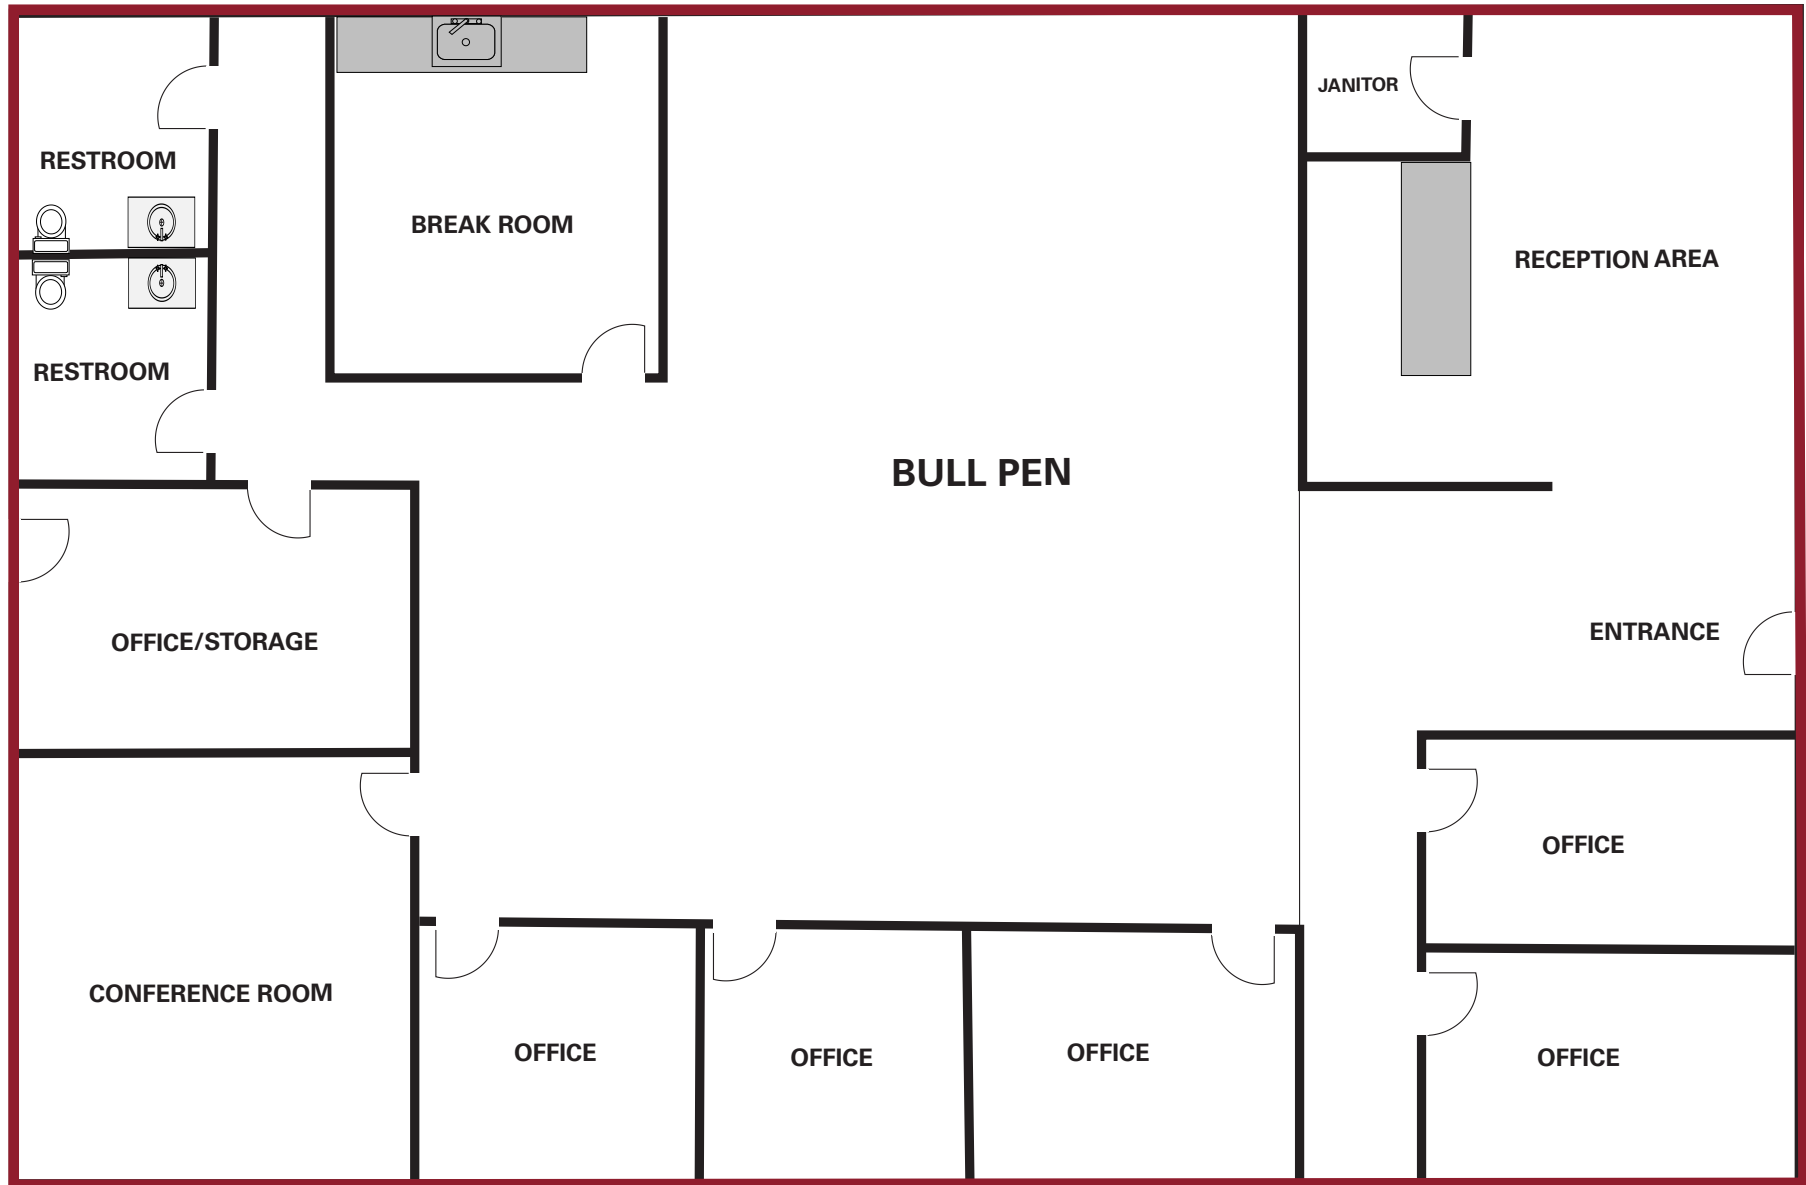 JANITOR
RESTROOM
BREAK ROOM
RECEPTION AREA
RESTROOM
BULL PEN
OFFICE/STORAGE
ENTRANCE
OFFICE
CONFERENCE ROOM
OFFICE
OFFICE
OFFICE
OFFICE